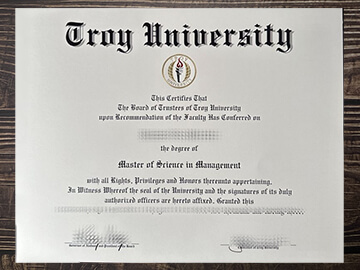 Troy University
This Certifies That
The Board of Trustees of Troy University
upon Recommendation of the Faculty Has Conferred on
the degree of
Master of Science in Management
with all Rights, Privileges and Honors thereunto appertaining.
In Witness Whereof the seal of the University and the signatures of its duly
authorized officers are hereto affixed. Granted this